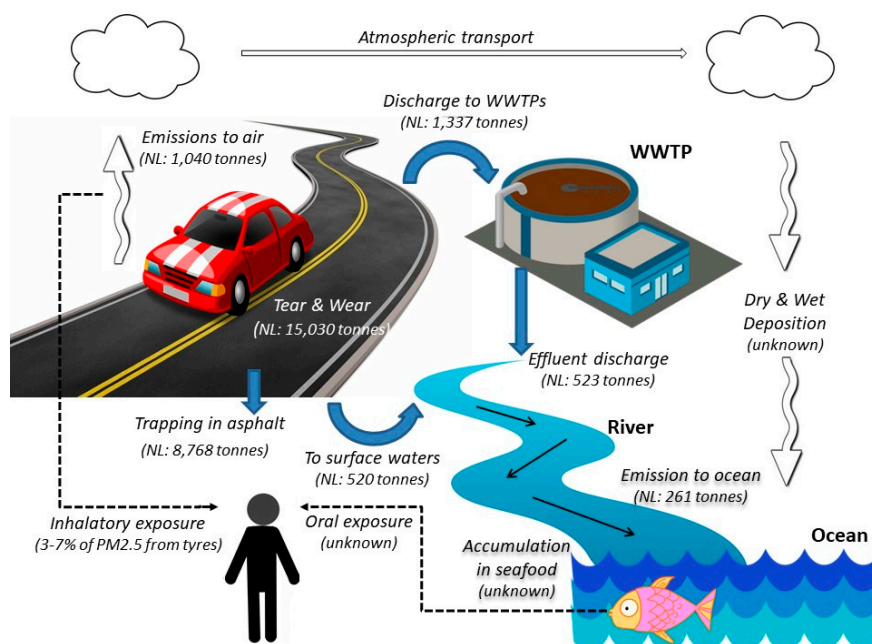 Atmospheric transport
Discharge to WWTPs
(NL: 1,337 tonnes)
Emissions to air
(NL: 1,040 tonnes)
WWTP
Tear & Wear
(NL: 15,030 tonnes)
Dry & Wet
Deposition
(unknown)
Effluent discharge
(NL: 523 tonnes)
Trapping in asphalt
(NL: 8,768 tonnes)
River
To surface waters
(NL: 520 tonnes)
Emission to ocean
(NL: 261 tonnes)
Inhalatory exposure
(3-7% of PM2.5 from tyres)
Oral exposure
(unknown)
Ocean
Accumulation
in seafood
(unknown)